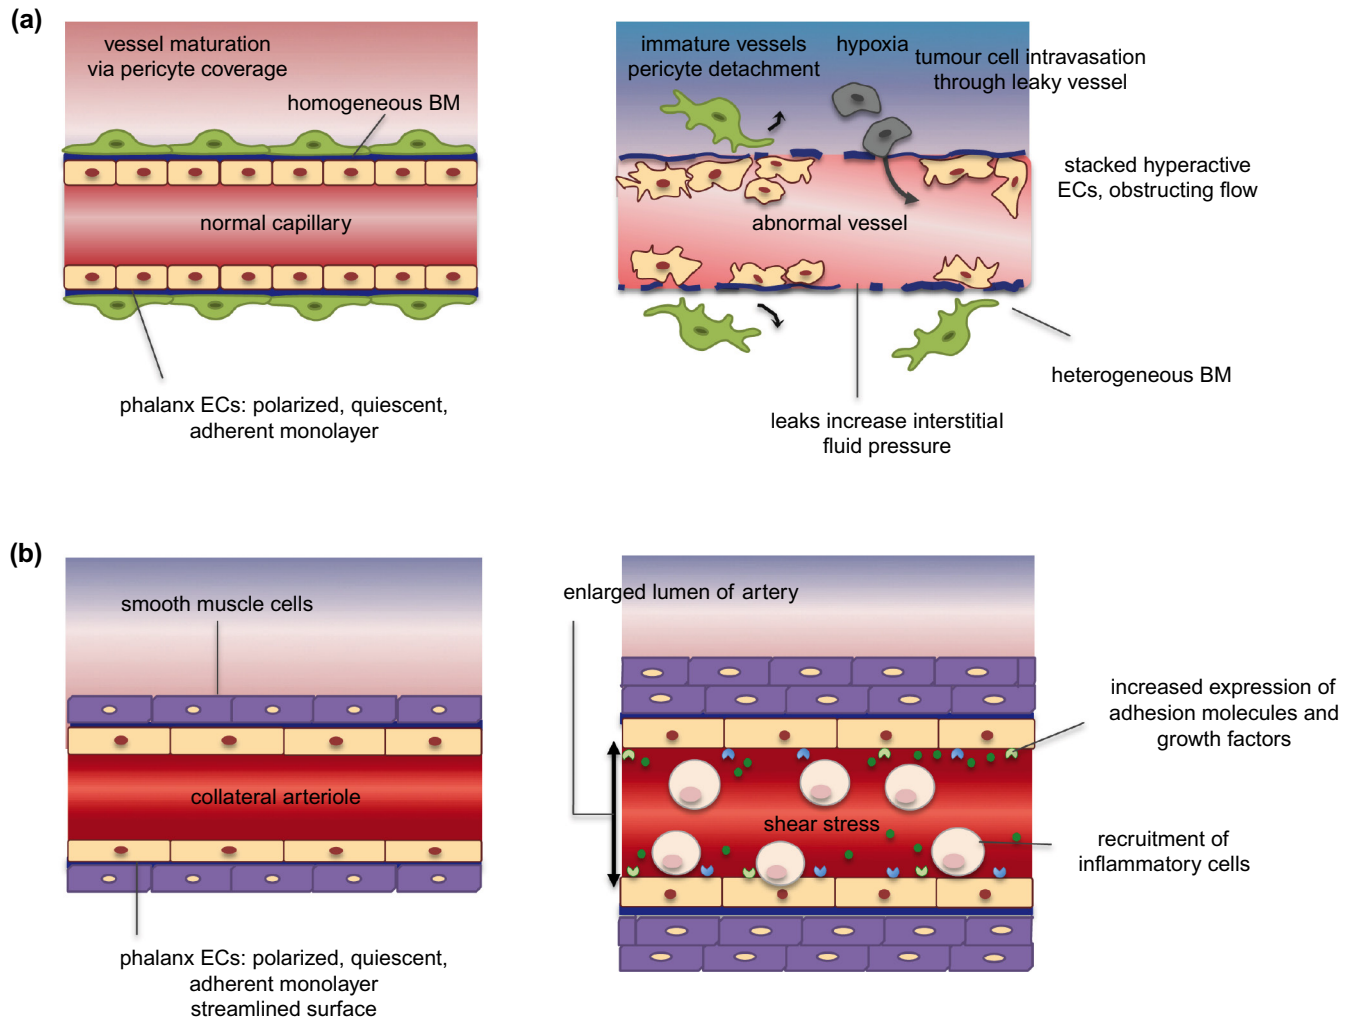 (a)
vessel maturation
via pericyte coverage
homogeneous BM
normal capillary
phalanx ECs: polarized, quiescent,
adherent monolayer
immature vessels
pericyte detachment
hypoxia
tumour cell intravasation
through leaky vessel
stacked hyperactive
ECs, obstructing flow
abnormal vessel
heterogeneous BM
leaks increase interstitial
fluid pressure
(b)
smooth muscle cells
collateral arteriole
phalanx ECs: polarized, quiescent,
adherent monolayer
streamlined surface
enlarged lumen of artery
increased expression of
adhesion molecules and
growth factors
shear stress
recruitment of
inflammatory cells